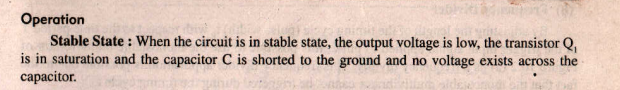 Operation
Stable State : When the circuit is in stable state, the output voltage is low, the transistor Q₁
is in saturation and the capacitor C is shorted to the ground and no voltage exists across the
capacitor.